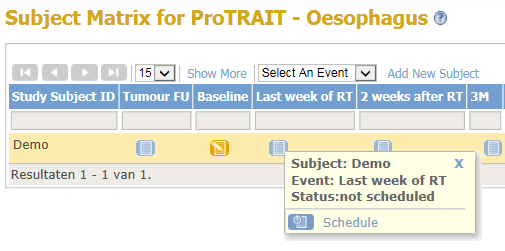 Subject Matrix for ProTRAIT - Oesophagus ?
15 Show More Select An Event Add New Subject
Study Subject ID Tumour FU Baseline Last week of RT 2 weeks after RT 3M
Demo
Resultaten 1 - 1 van 1.
Subject: Demo X
Event: Last week of RT
Status:not scheduled
Schedule